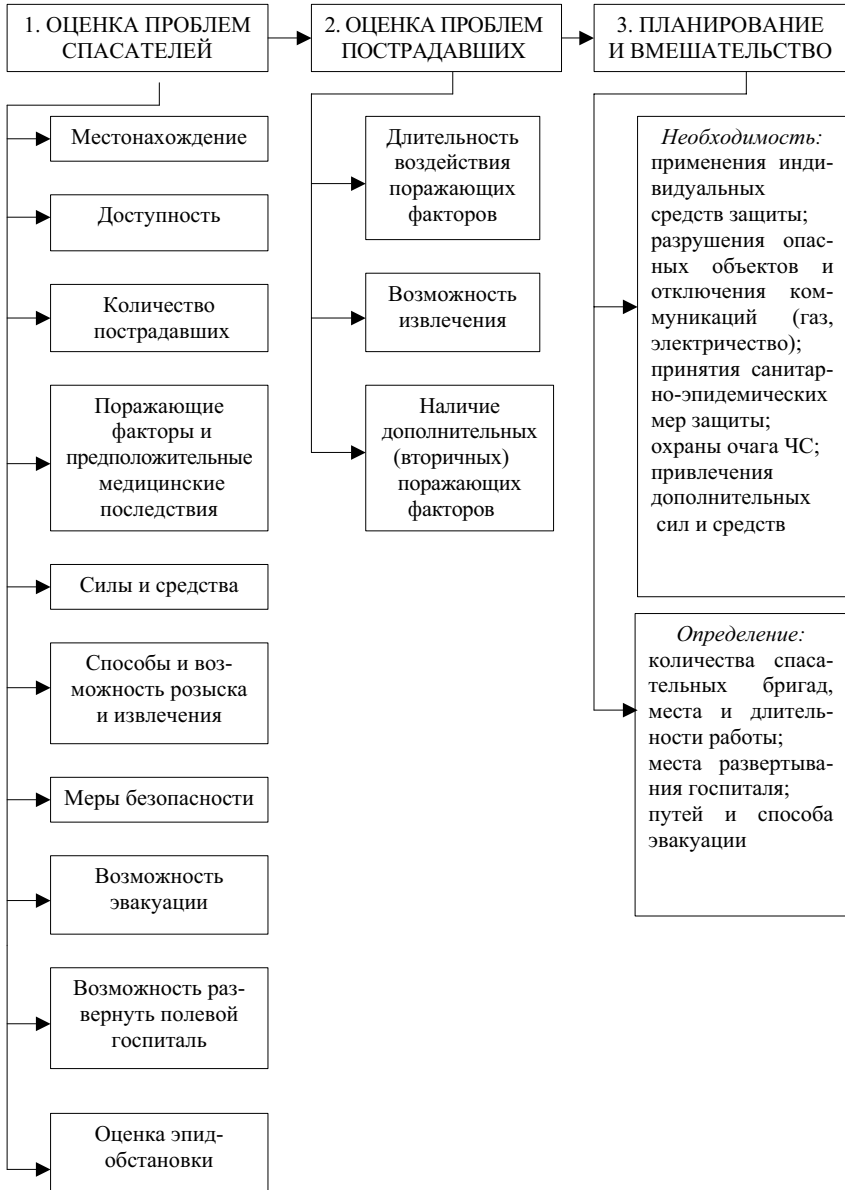 1. ОЦЕНКА ПРОБЛЕМ
СПАСАТЕЛЕЙ
Местонахождение
Доступность
Количество
пострадавших
Поражающие
факторы и
предположительные
медицинские
последствия
Силы и средства
Способы и воз-
можность розыска
и извлечения
Меры безопасности
Возможность
эвакуации
Возможность раз-
вернуть полевой
госпиталь
Оценка эпид-
обстановки
2. ОЦЕНКА ПРОБЛЕМ
ПОСТРАДАВШИХ
Длительность
воздействия
поражающих
факторов
Возможность
извлечения
Наличие
дополнительных
(вторичных)
поражающих
факторов
3. ПЛАНИРОВАНИЕ
И ВМЕШАТЕЛЬСТВО
Необходимость:
применения инди-
видуальных
средств защиты;
разрушения опас-
ных объектов и
отключения ком-
муникаций (газ,
электричество);
принятия санитар-
но-эпидемических
мер защиты;
охраны очага ЧС;
привлечения
дополнительных
сил и средств
Определение:
количества спаса-
тельных бригад,
места и длитель-
ности работы;
места развертыва-
ния госпиталя;
путей и способа
эвакуации